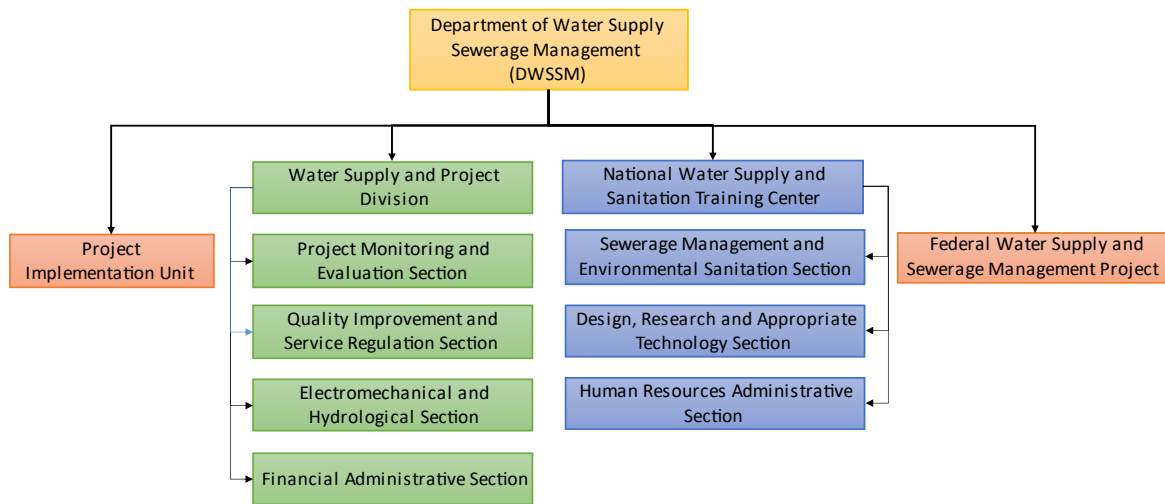 Department of Water Supply
Sewerage Management
(DWSSM)
Water Supply and Project
Division
National Water Supply and
Sanitation Training Center
Project
Implementation Unit
Project Monitoring and
Evaluation Section
Sewerage Management and
Environmental Sanitation Section
Federal Water Supply and
Sewerage Management Project
Quality Improvement and
Service Regulation Section
Design, Research and Appropriate
Technology Section
Electromechanical and
Hydrological Section
Human Resources Administrative
Section
Financial Administrative Section